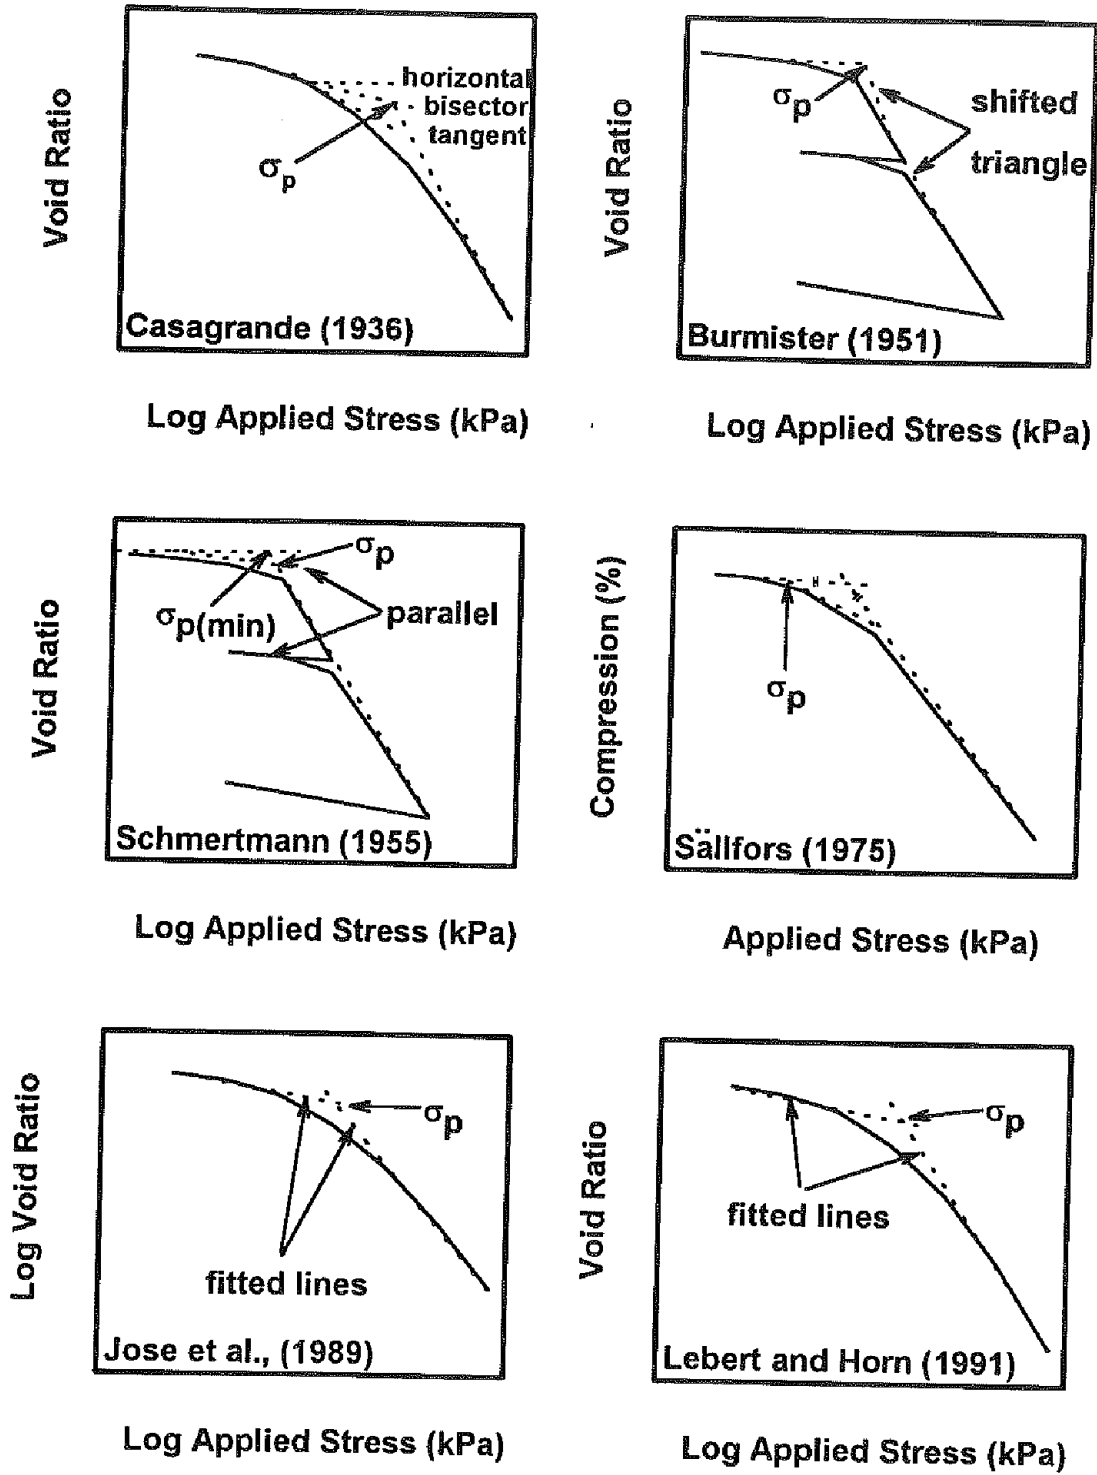 Void Ratio
horizontal
bisector
tangent
σp
Casagrande (1936)
Log Applied Stress (kPa)
Void Ratio
σp
shifted
triangle
Burmister (1951)
Log Applied Stress (kPa)
Void Ratio
σp
σp(min)
parallel
Schmertmann (1955)
Log Applied Stress (kPa)
Compression (%)
σp
Sällfors (1975)
Applied Stress (kPa)
Log Void Ratio
σp
fitted lines
Jose et al., (1989)
Log Applied Stress (kPa)
Void Ratio
σp
fitted lines
Lebert and Horn (1991)
Log Applied Stress (kPa)